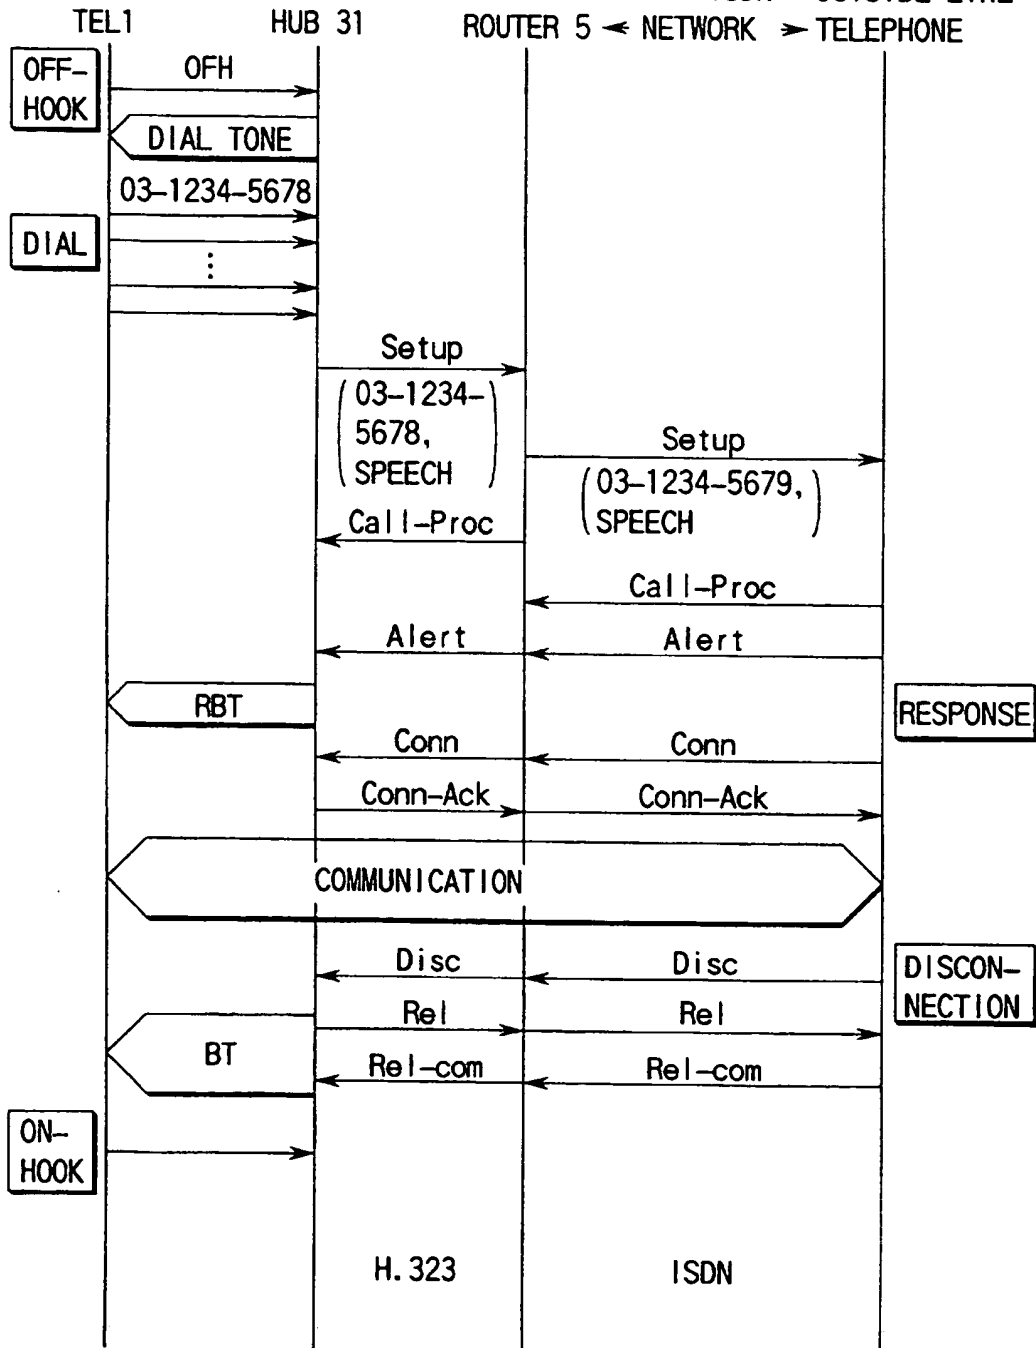 TEL1 HUB 31 ROUTER 5 NETWORK TELEPHONE
OFF-
HOOK
OFH
DIAL TONE
03-1234-5678
DIAL
Setup
03-1234-
5678,
SPEECH
Setup
03-1234-5679,
SPEECH
Call-Proc
Call-Proc
Alert Alert
RBT
RESPONSE
Conn Conn
Conn-Ack Conn-Ack
COMMUNICATION
Disc Disc
DISCON-
NECTION
Rel Rel
BT
Rel-com Rel-com
ON-
HOOK
H.323 ISDN